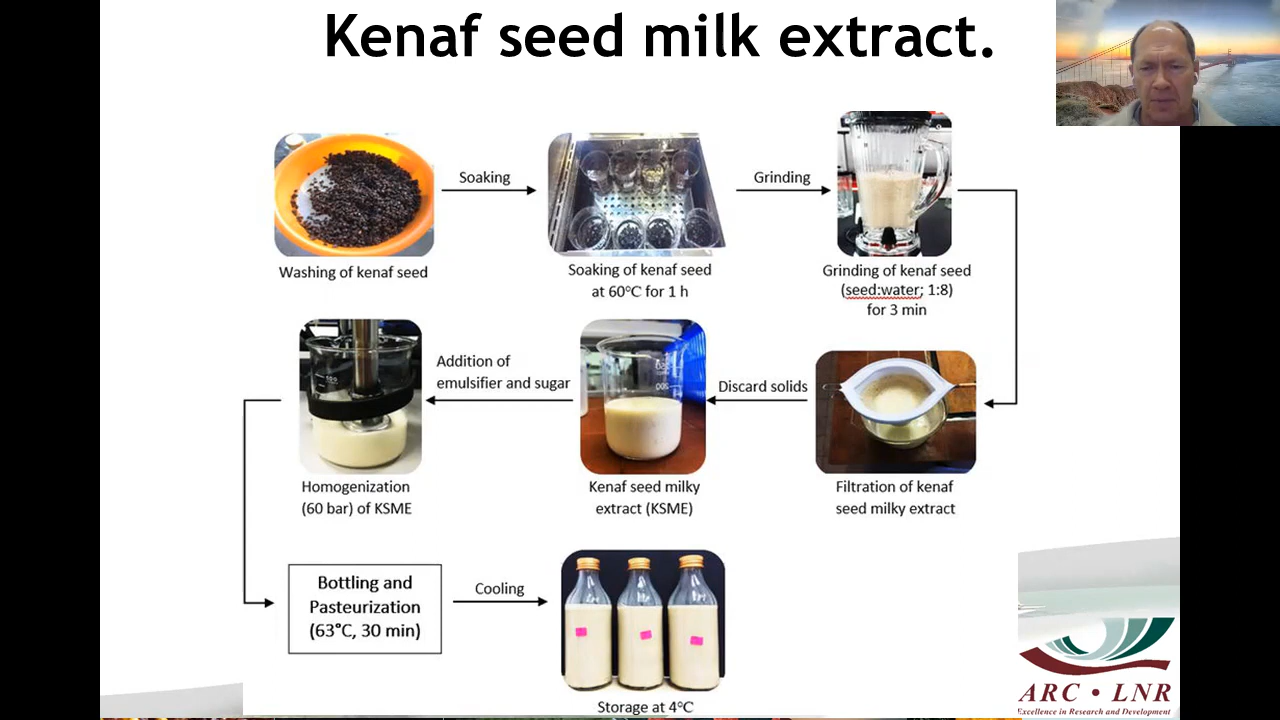 Kenaf seed milk extract.
Soaking
Grinding
Washing of kenaf seed
Soaking of kenaf seed
at 60°C for 1 h
Grinding of kenaf seed
(seed:water; 1:8)
for 3 min
Addition of
emulsifier and sugar
Discard solids
Homogenization
(60 bar) of KSME
Kenaf seed milky
extract (KSME)
Filtration of kenaf
seed milky extract
Bottling and
Pasteurization
(63°C, 30 min)
Cooling
Storage at 4°C
ARC • LNR
Excellence in Research and Development